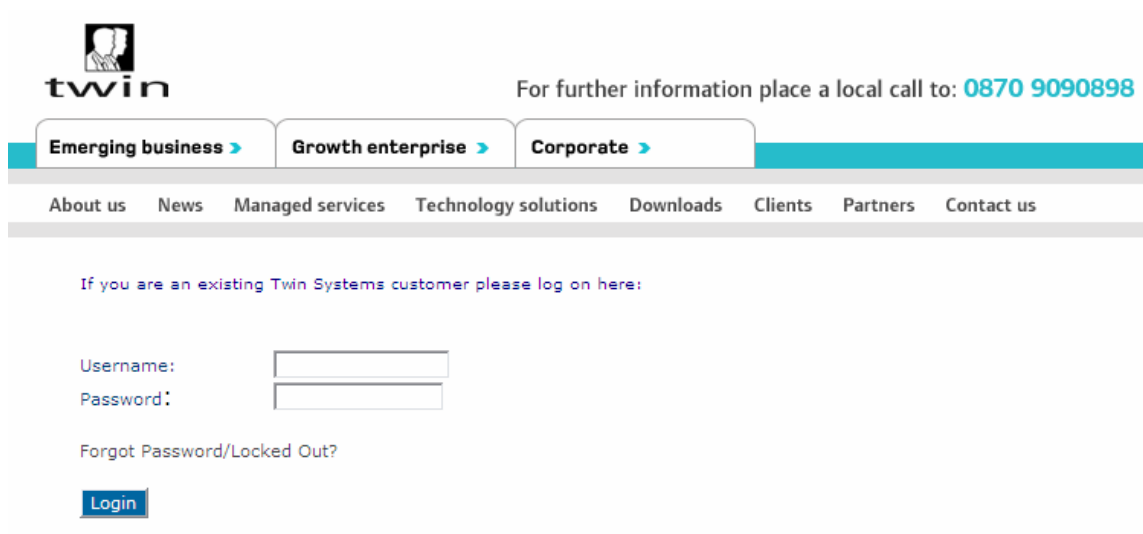 twin
For further information place a local call to: 0870 9090898
Emerging business Growth enterprise Corporate
About us News Managed services Technology solutions Downloads Clients Partners Contact us
If you are an existing Twin Systems customer please log on here:
Username:
Password:
Forgot Password/Locked Out?
Login